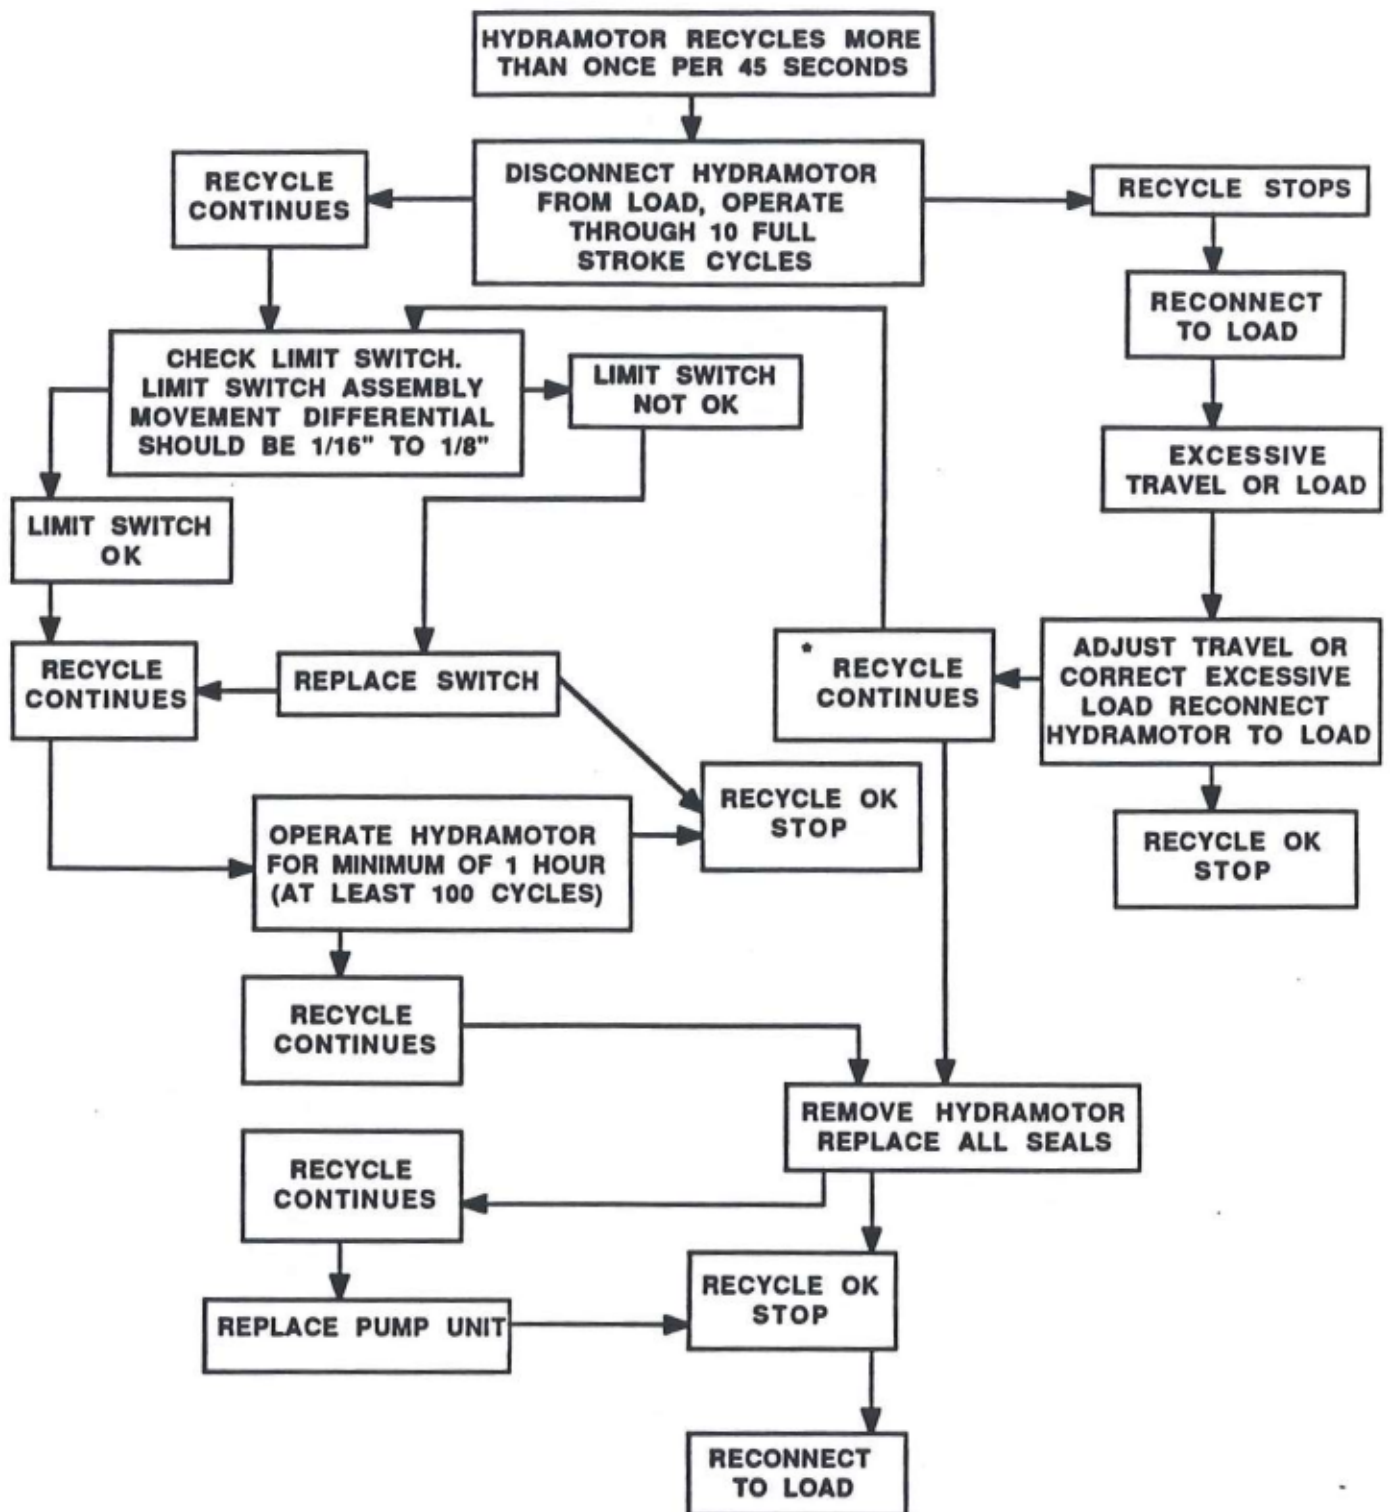 HYDRAMOTOR RECYCLES MORE
THAN ONCE PER 45 SECONDS
DISCONNECT HYDRAMOTOR
FROM LOAD, OPERATE
THROUGH 10 FULL
STROKE CYCLES
RECYCLE
CONTINUES
RECYCLE STOPS
RECONNECT
TO LOAD
CHECK LIMIT SWITCH.
LIMIT SWITCH ASSEMBLY
MOVEMENT DIFFERENTIAL
SHOULD BE 1/16" TO 1/8"
LIMIT SWITCH
NOT OK
EXCESSIVE
TRAVEL OR LOAD
LIMIT SWITCH
OK
RECYCLE
CONTINUES
REPLACE SWITCH
* RECYCLE
CONTINUES
ADJUST TRAVEL OR
CORRECT EXCESSIVE
LOAD RECONNECT
HYDRAMOTOR TO LOAD
RECYCLE OK
STOP
OPERATE HYDRAMOTOR
FOR MINIMUM OF 1 HOUR
(AT LEAST 100 CYCLES)
RECYCLE OK
STOP
RECYCLE
CONTINUES
REMOVE HYDRAMOTOR
REPLACE ALL SEALS
RECYCLE
CONTINUES
RECYCLE OK
STOP
REPLACE PUMP UNIT
RECONNECT
TO LOAD